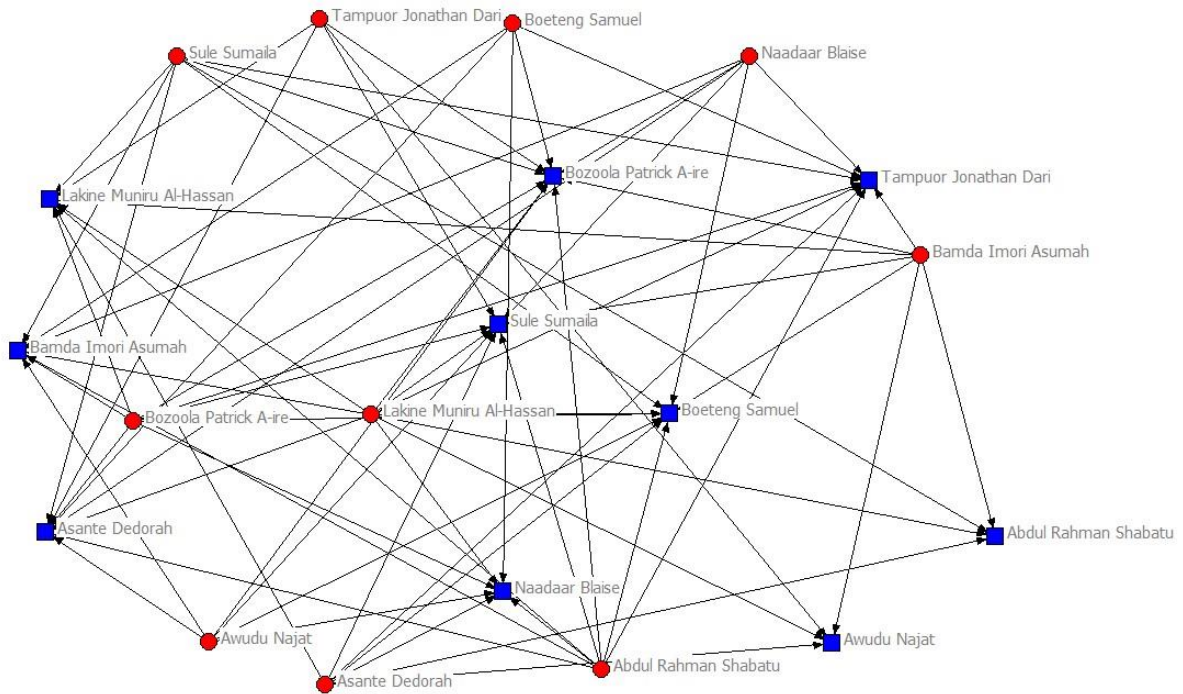 Tampuor Jonathan Dari
Boeteng Samuel
Sule Sumaila
Naadaar Blaise
Bozoola Patrick A-ire
Tampuor Jonathan Dari
Lakine Muniru Al-Hassan
Bamda Imori Asumah
Sule Sumaila
Bamda Imori Asumah
Lakine Muniru Al-Hassan
Boeteng Samuel
Bozoola Patrick A-ire
Asante Dedorah
Abdul Rahman Shabatu
Naadaar Blaise
Awudu Najat
Awudu Najat
Abdul Rahman Shabatu
Asante Dedorah